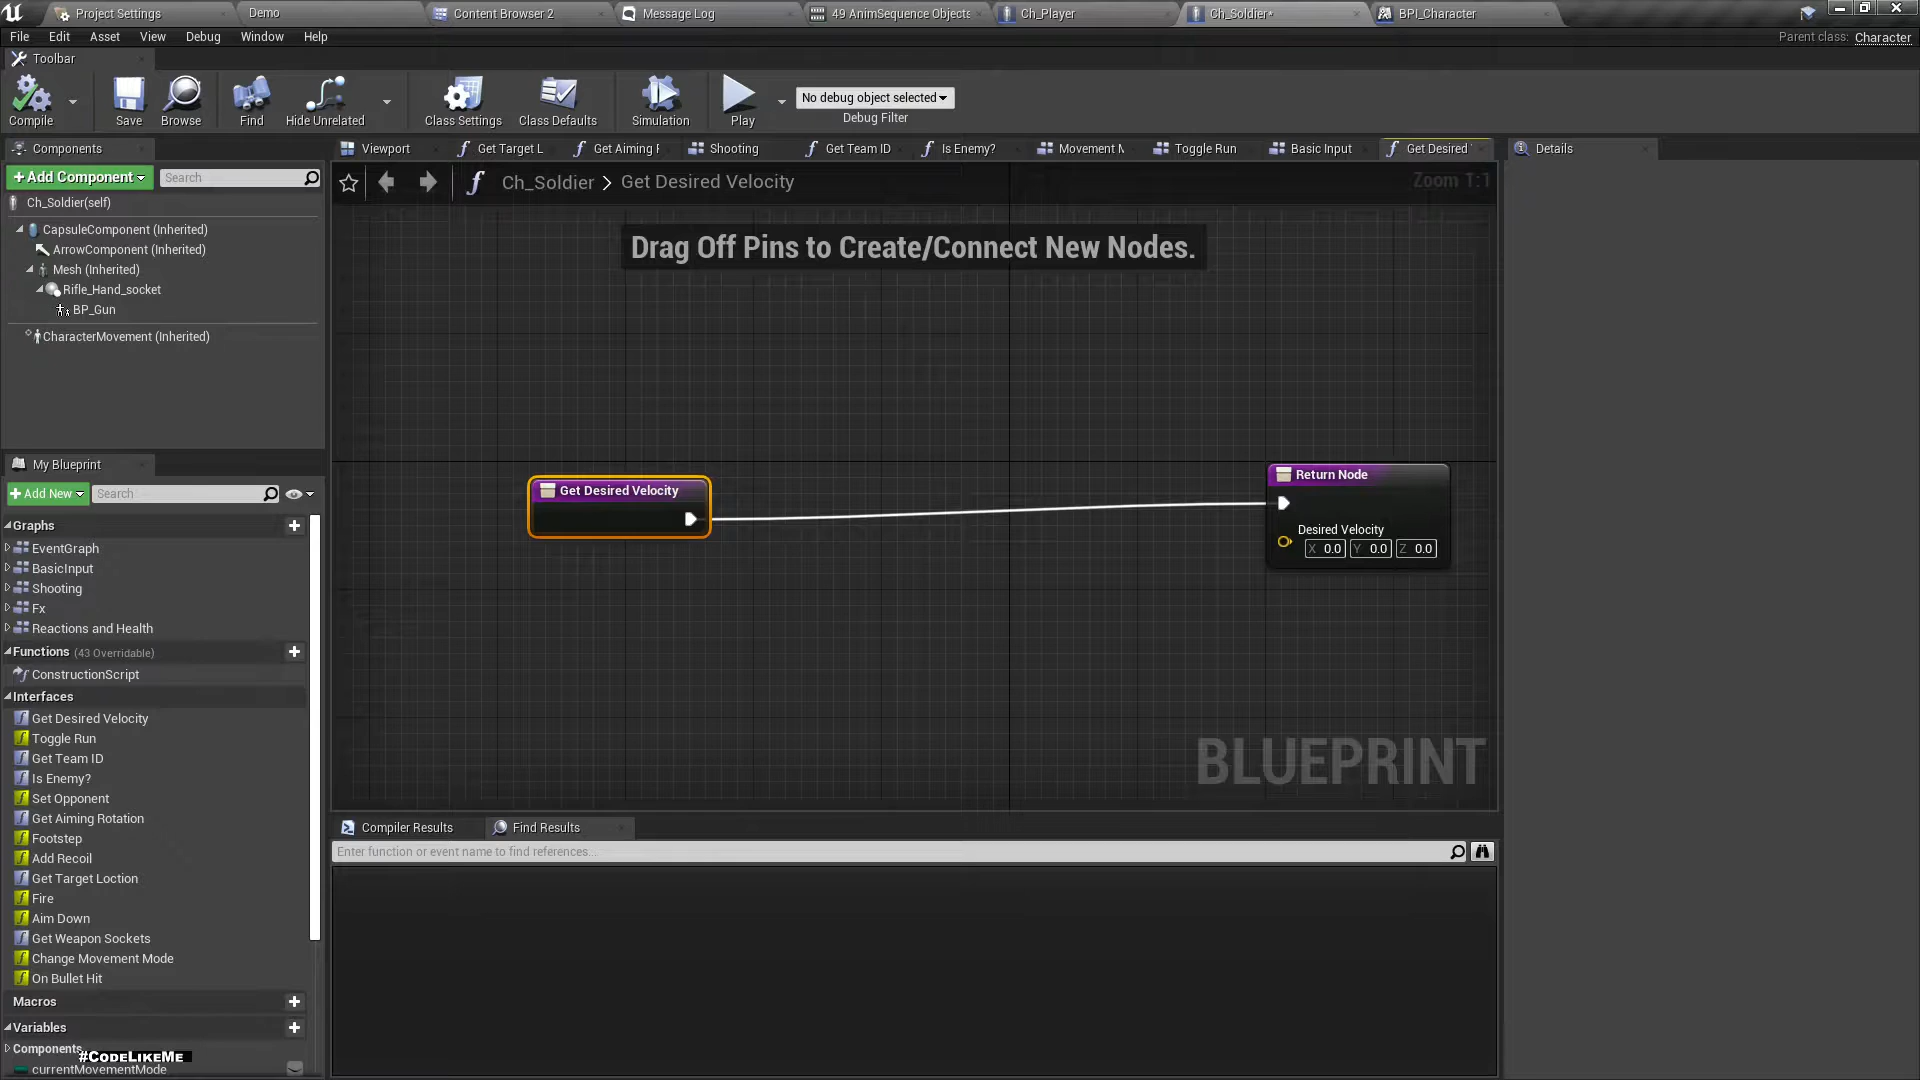 Project Settings
Demo
Content Browser 2
Message Log
49 AnimSequence Objects
Ch_Player
Ch_Soldier*
BPI_Character
File Edit Asset View Debug Window Help
Parent class: Character
Toolbar
Compile
Save
Browse
Find
Hide Unrelated
Class Settings
Class Defaults
Simulation
Play
No debug object selected
Debug Filter
Components
+Add Component
Search
Ch_Soldier(self)
CapsuleComponent (Inherited)
ArrowComponent (Inherited)
Mesh (Inherited)
Rifle_Hand_socket
BP_Gun
CharacterMovement (Inherited)
Viewport
Get Target L
Get Aiming
Shooting
Get Team ID
Is Enemy?
Movement M
Toggle Run
Basic Input
Get Desired
Details
Ch_Soldier > Get Desired Velocity
Zoom 1:1
Drag Off Pins to Create/Connect New Nodes.
Get Desired Velocity
Return Node
Desired Velocity
X 0.0 Y 0.0 Z 0.0
BLUEPRINT
My Blueprint
+Add New
Search
Graphs
EventGraph
BasicInput
Shooting
Fx
Reactions and Health
Functions (43 Overridable)
ConstructionScript
Interfaces
Get Desired Velocity
Toggle Run
Get Team ID
Is Enemy?
Set Opponent
Get Aiming Rotation
Footstep
Add Recoil
Get Target Loction
Fire
Aim Down
Get Weapon Sockets
Change Movement Mode
On Bullet Hit
Macros
Variables
Components
#CodeLikeMe
currentMovementMode
Compiler Results
Find Results
Enter function or event name to find references...